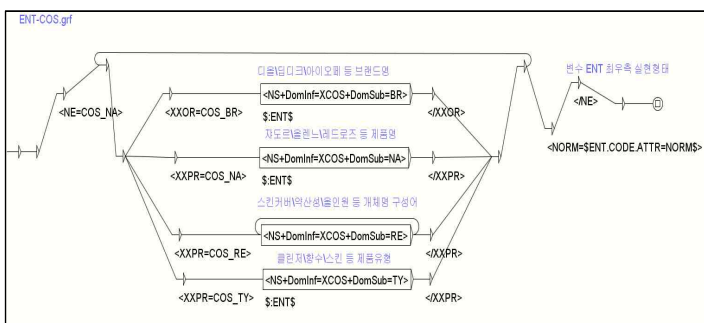 ENT-COS.grf
디올\딥디크\아이오페 등 브랜드명
변수 ENT 최우측 실현형태
<NE=COS_NA>
<XXOR=COS_BR>
<NS+DomInf=XCOS+DomSub=BR>
</XXOR>
</NE>
$:ENT$
자도르\올렌느\레드로즈 등 제품명
<NORM=$ENT.CODE.ATTR=NORM$>
<XXPR=COS_NA>
<NS+DomInf=XCOS+DomSub=NA>
</XXPR>
$:ENT$
스킨커버\약산성\올인원 등 개체명 구성어
<XXPR=COS_RE>
<NS+DomInf=XCOS+DomSub=RE>
</XXPR>
클린저\향수\스킨 등 제품유형
<XXPR=COS_TY>
<NS+DomInf=XCOS+DomSub=TY>
</XXPR>
$:ENT$